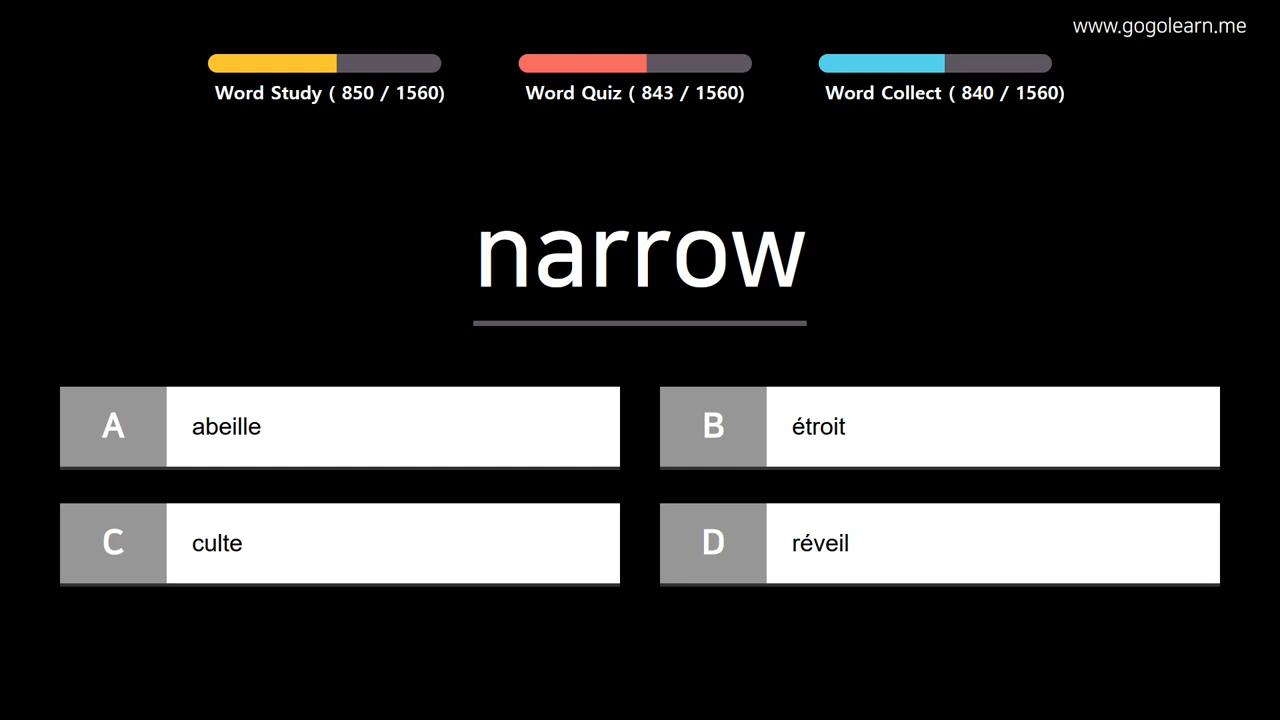 www.gogolearn.me
Word Study ( 850 / 1560)
Word Quiz ( 843 / 1560)
Word Collect ( 840 / 1560)
narrow
A abeille
B étroit
C culte
D réveil